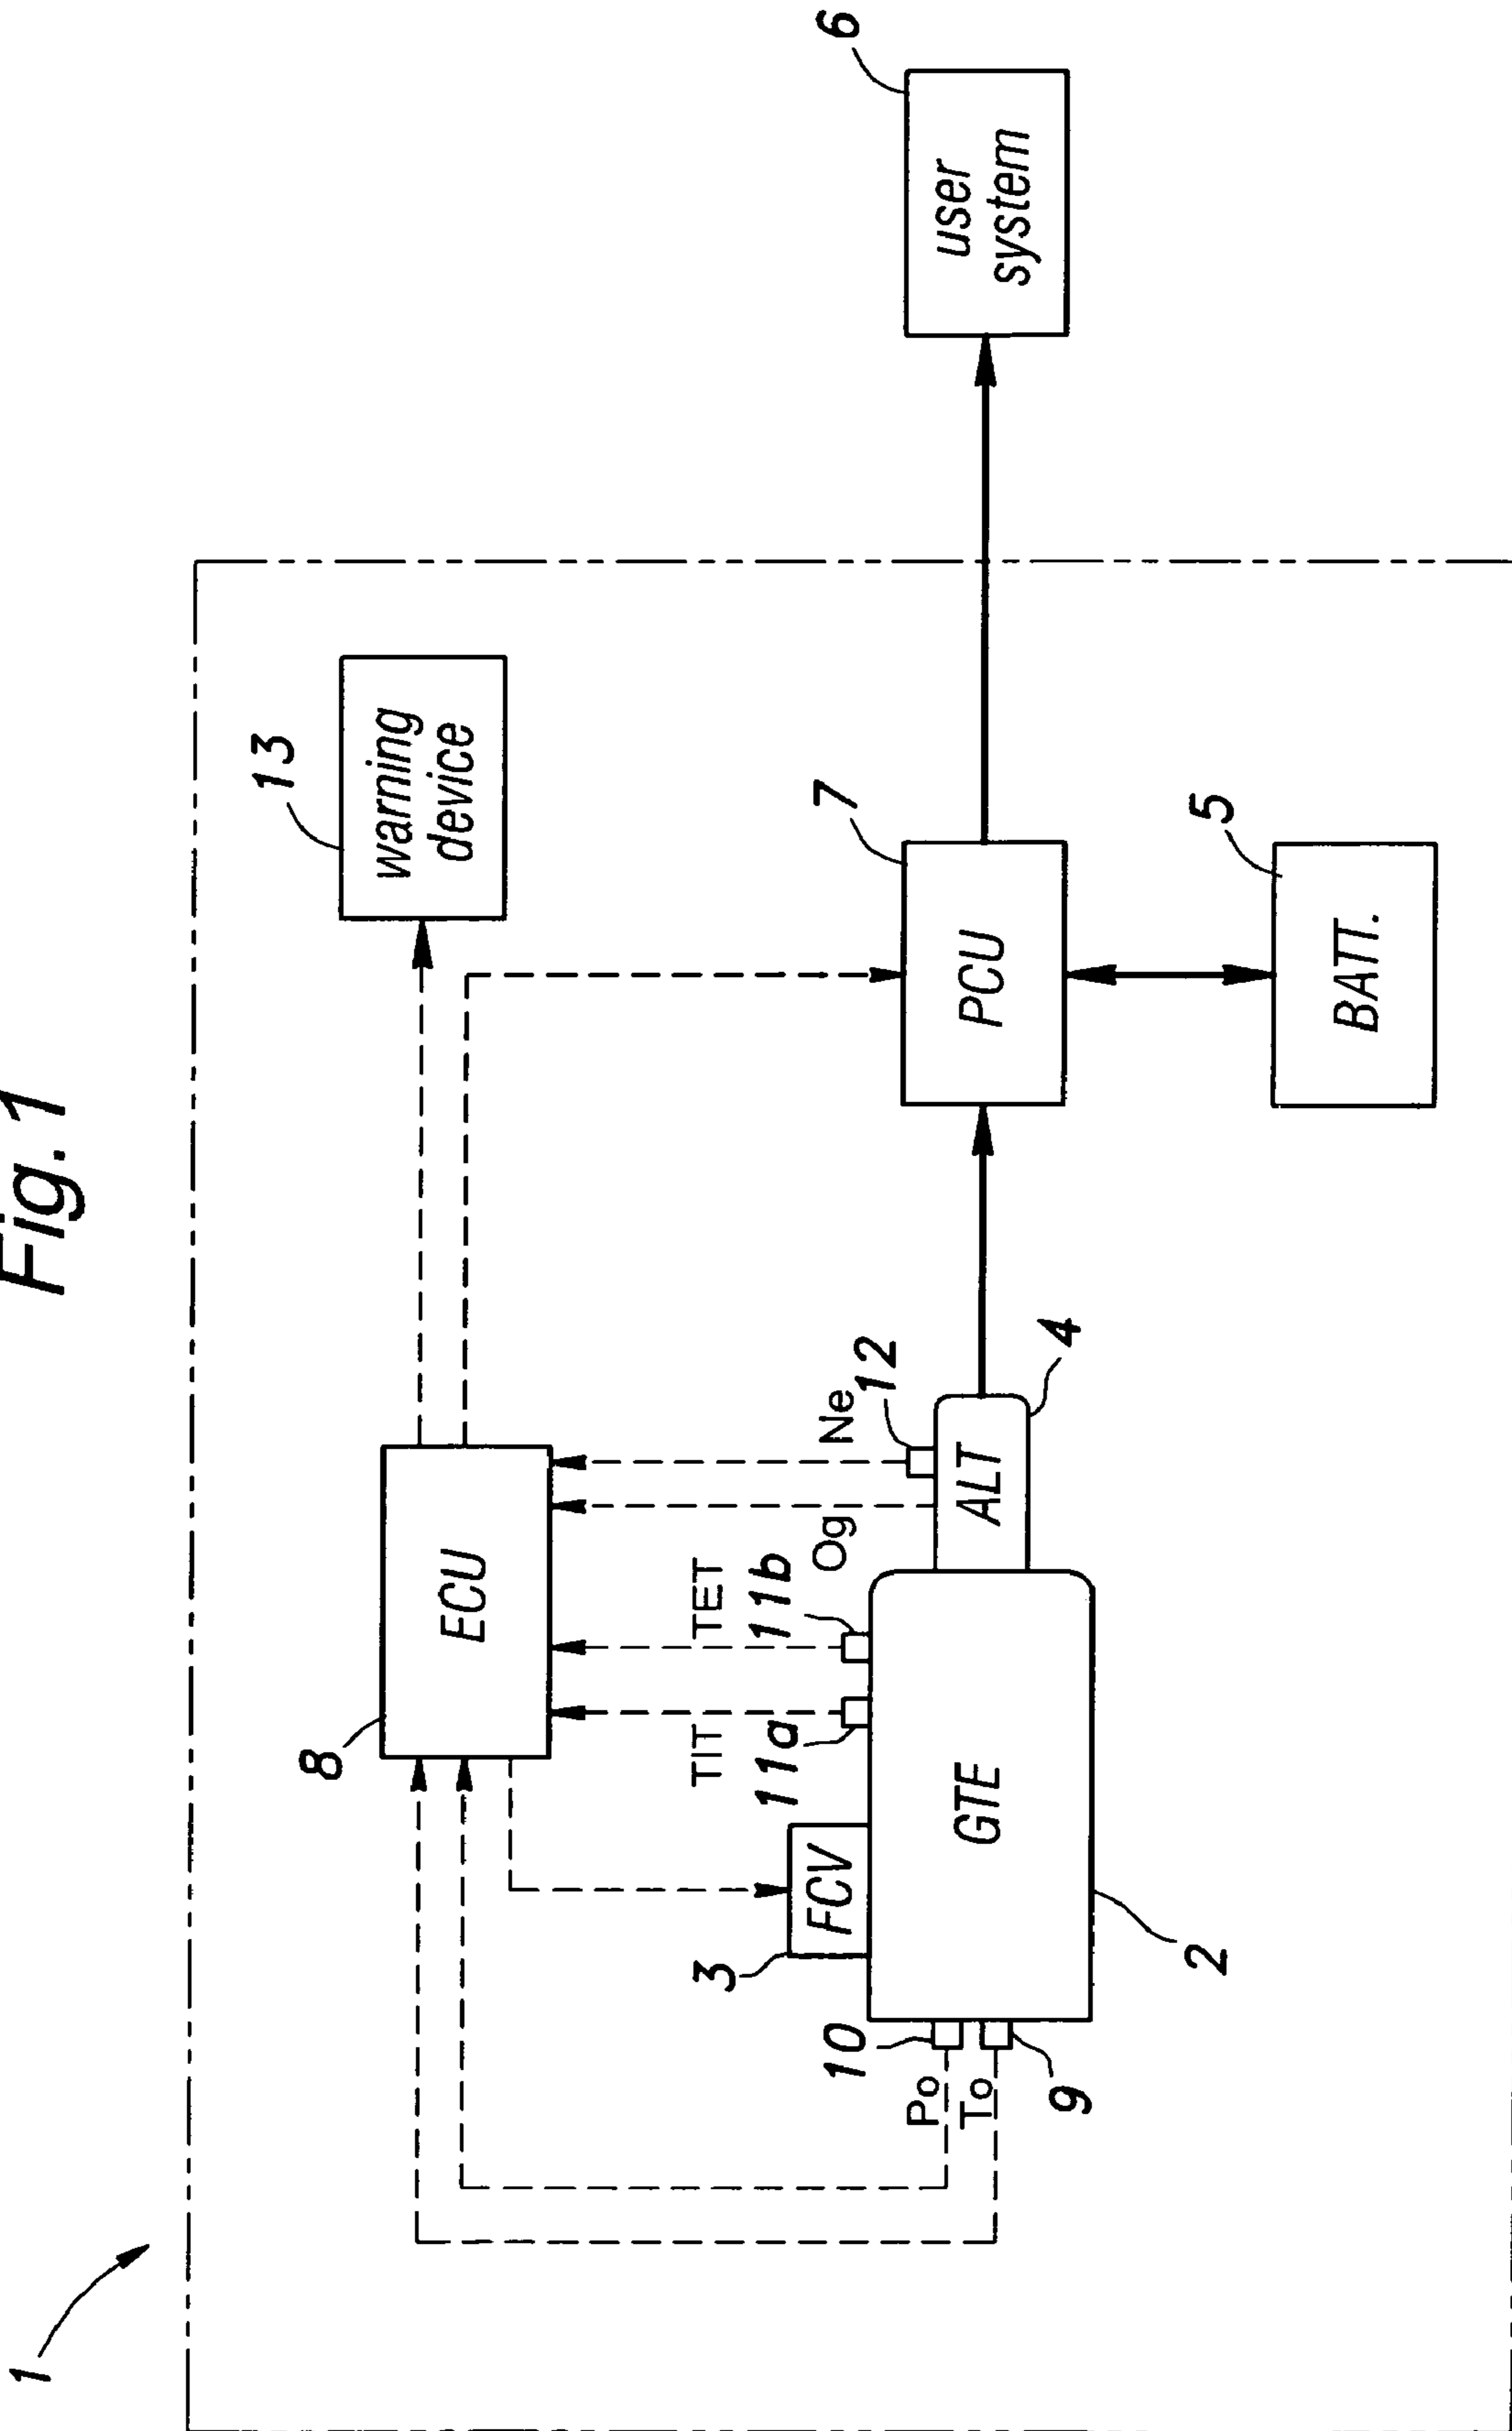 Fig.1
1
13
warning
device
8
ECU
6
user
system
7
PCU
5
BATT.
TIT
TET
11a
11b
Og
Ne
12
ALT
4
3
FCV
10
Po
To
9
GTE
2